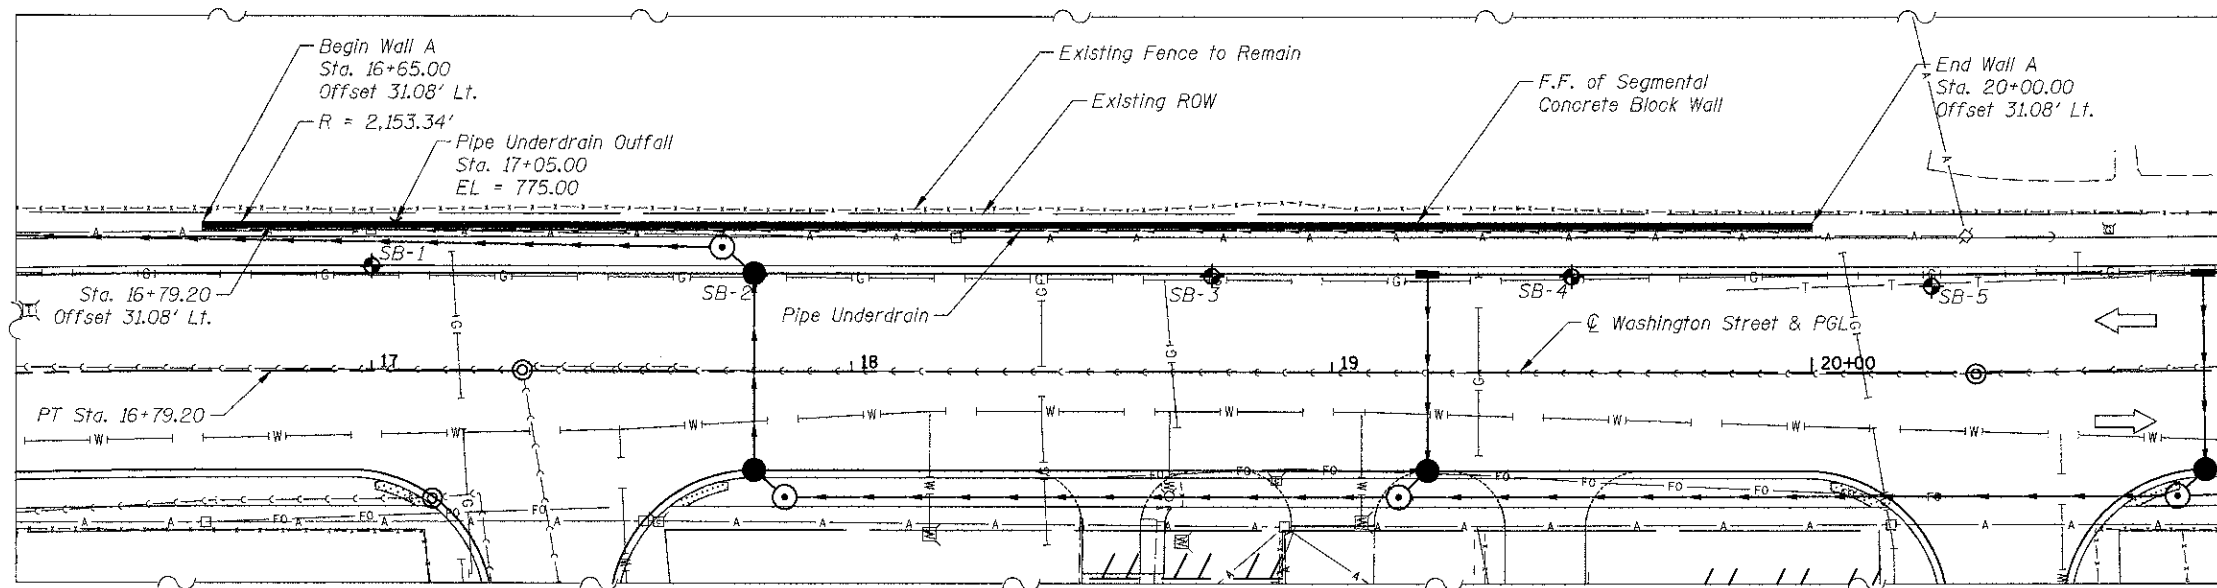 Begin Wall A
Sta. 16+65.00
Offset 31.08' Lt.
R = 2,153.34'
Pipe Underdrain Outfall
Sta. 17+05.00
EL = 775.00
Existing Fence to Remain
Existing ROW
F.F. of Segmental
Concrete Block Wall
End Wall A
Sta. 20+00.00
Offset 31.08' Lt.
SB-1
SB-2
SB-3
SB-4
SB-5
Sta. 16+79.20
Offset 31.08' Lt.
Pipe Underdrain
℄ Washington Street & PGL
17
18
19
20+00
PT Sta. 16+79.20